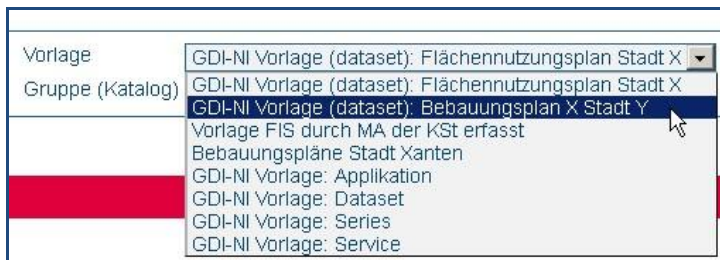 Vorlage
GDI-NI Vorlage (dataset): Flächennutzungsplan Stadt X
Gruppe (Katalog)
GDI-NI Vorlage (dataset): Flächennutzungsplan Stadt X
GDI-NI Vorlage (dataset): Bebauungsplan X Stadt Y
Vorlage FIS durch MA der KSt erfasst
Bebauungspläne Stadt Xanten
GDI-NI Vorlage: Applikation
GDI-NI Vorlage: Dataset
GDI-NI Vorlage: Series
GDI-NI Vorlage: Service